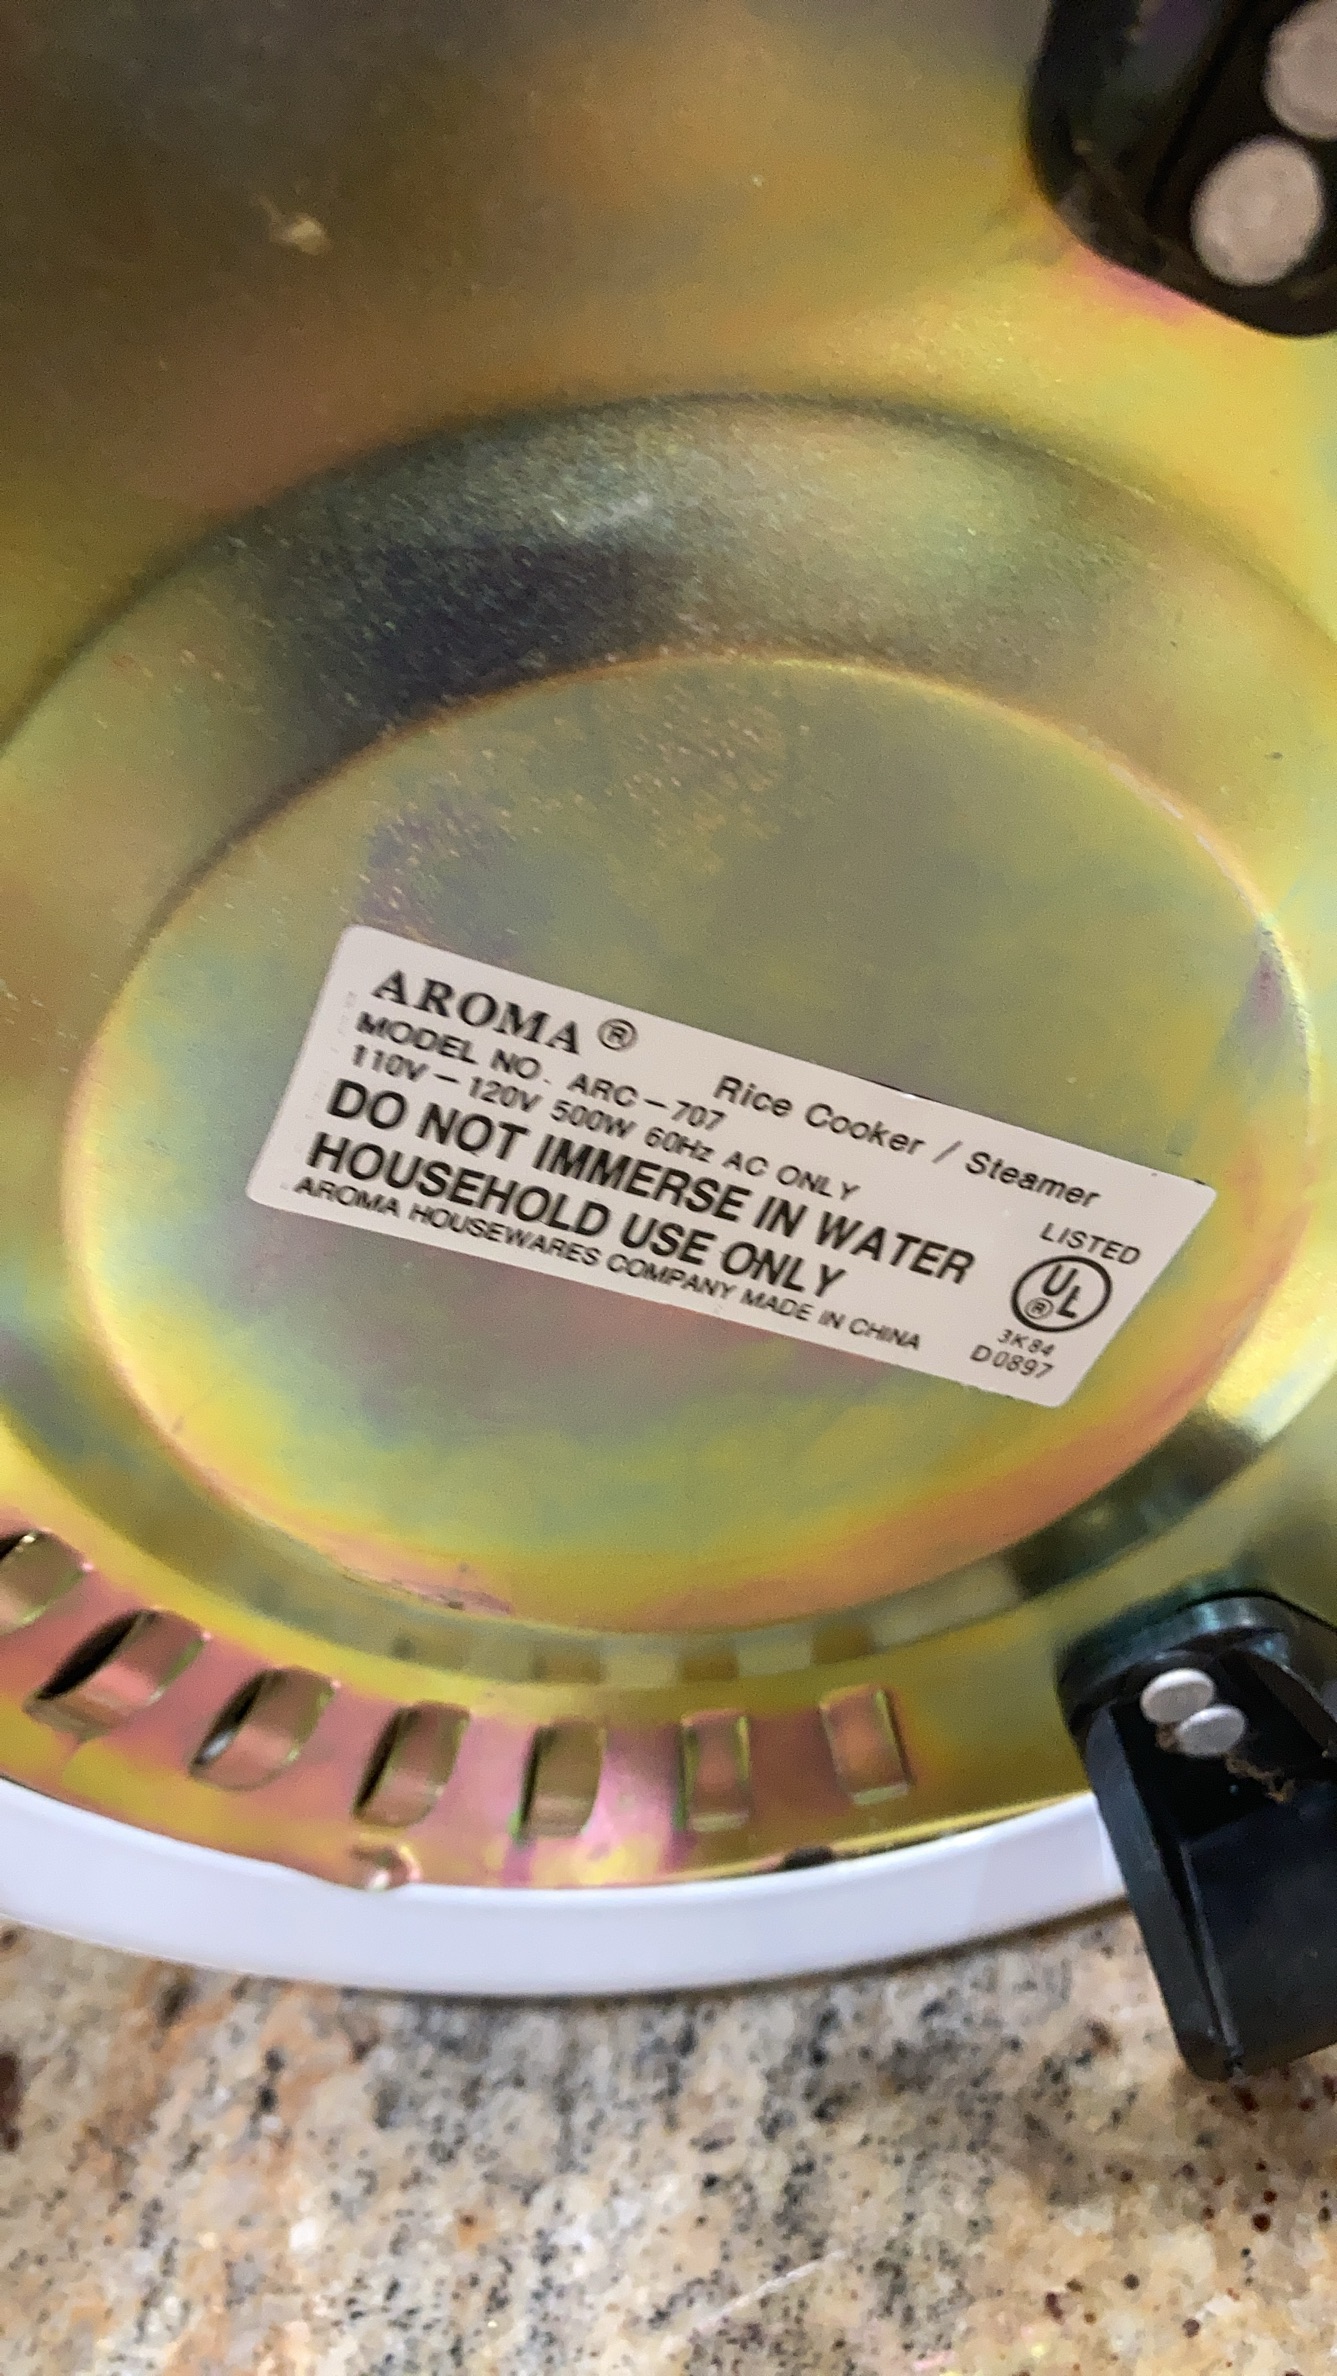 AROMA ®
Rice Cooker / Steamer
MODEL NO. ARC-707
110V-120V 500W 60Hz AC ONLY
DO NOT IMMERSE IN WATER
HOUSEHOLD USE ONLY
AROMA HOUSEWARES COMPANY MADE IN CHINA
LISTED
UL
®
3K84
D0897